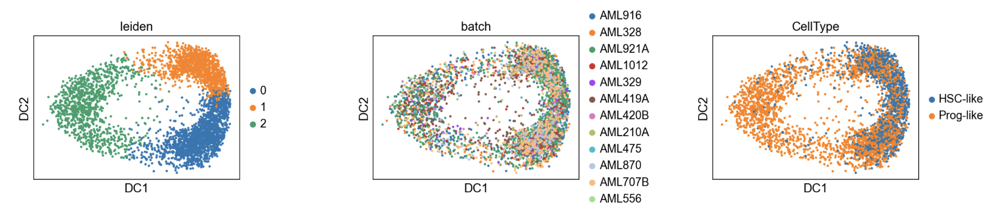 leiden
DC2
DC1
0
1
2
batch
DC2
DC1
AML916
AML328
AML921A
AML1012
AML329
AML419A
AML420B
AML210A
AML475
AML870
AML707B
AML556
CellType
DC2
DC1
HSC-like
Prog-like